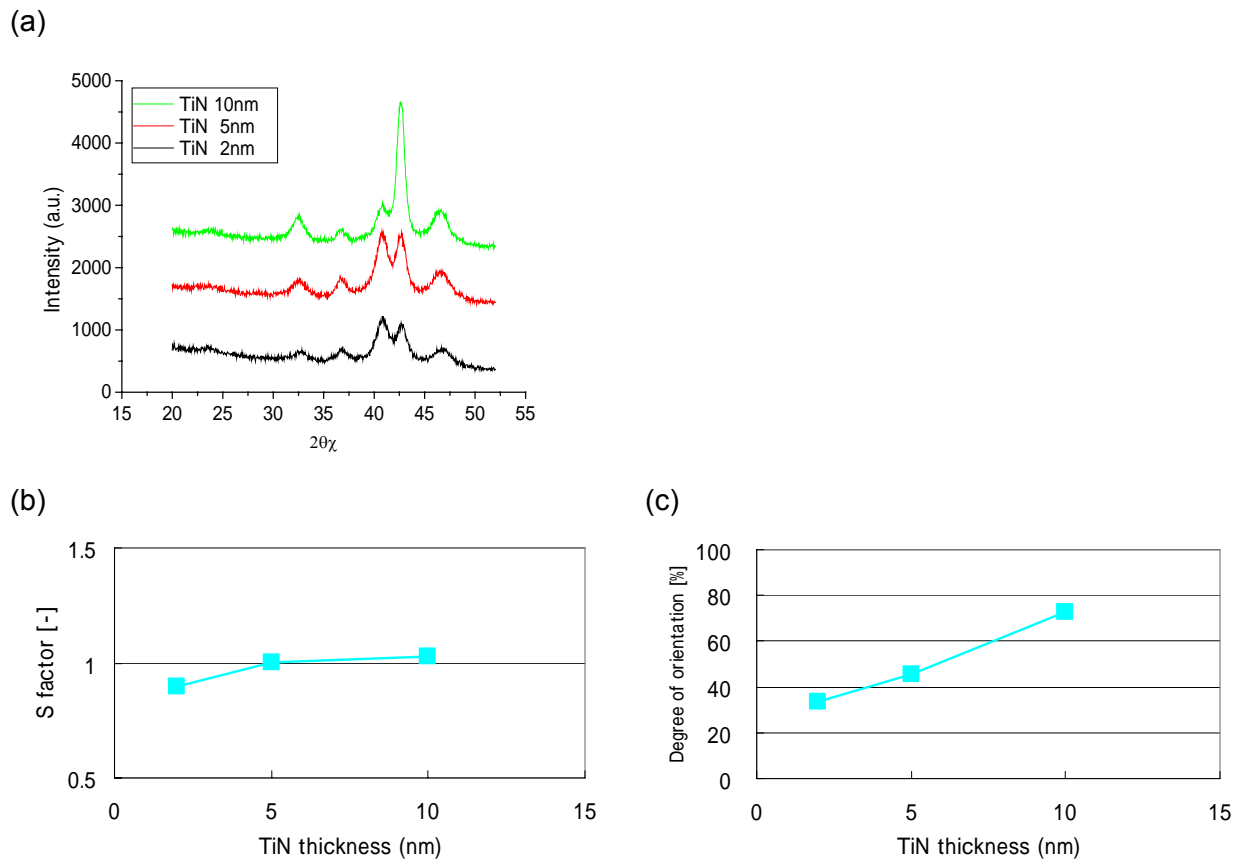 (a)
5000
4000
3000
2000
1000
0
Intensity (a.u.)
TiN 10nm
TiN 5nm
TiN 2nm
15 20 25 30 35 40 45 50 55
2θχ
(b)
1.5
1
0.5
S factor [-]
0 5 10 15
TiN thickness (nm)
(c)
100
80
60
40
20
0
Degree of orientation [%]
0 5 10 15
TiN thickness (nm)